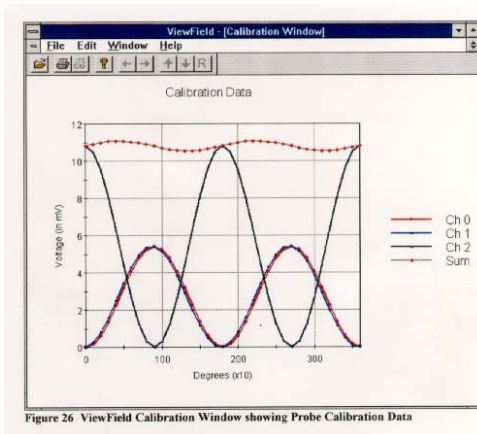 ViewField - [Calibration Window]
File Edit Window Help
R
Calibration Data
12
10
8
6
4
2
0
Voltage (in mV)
0 100 200 300
Degrees (x10)
Ch 0
Ch 1
Ch 2
Sum
Figure 26 ViewField Calibration Window showing Probe Calibration Data